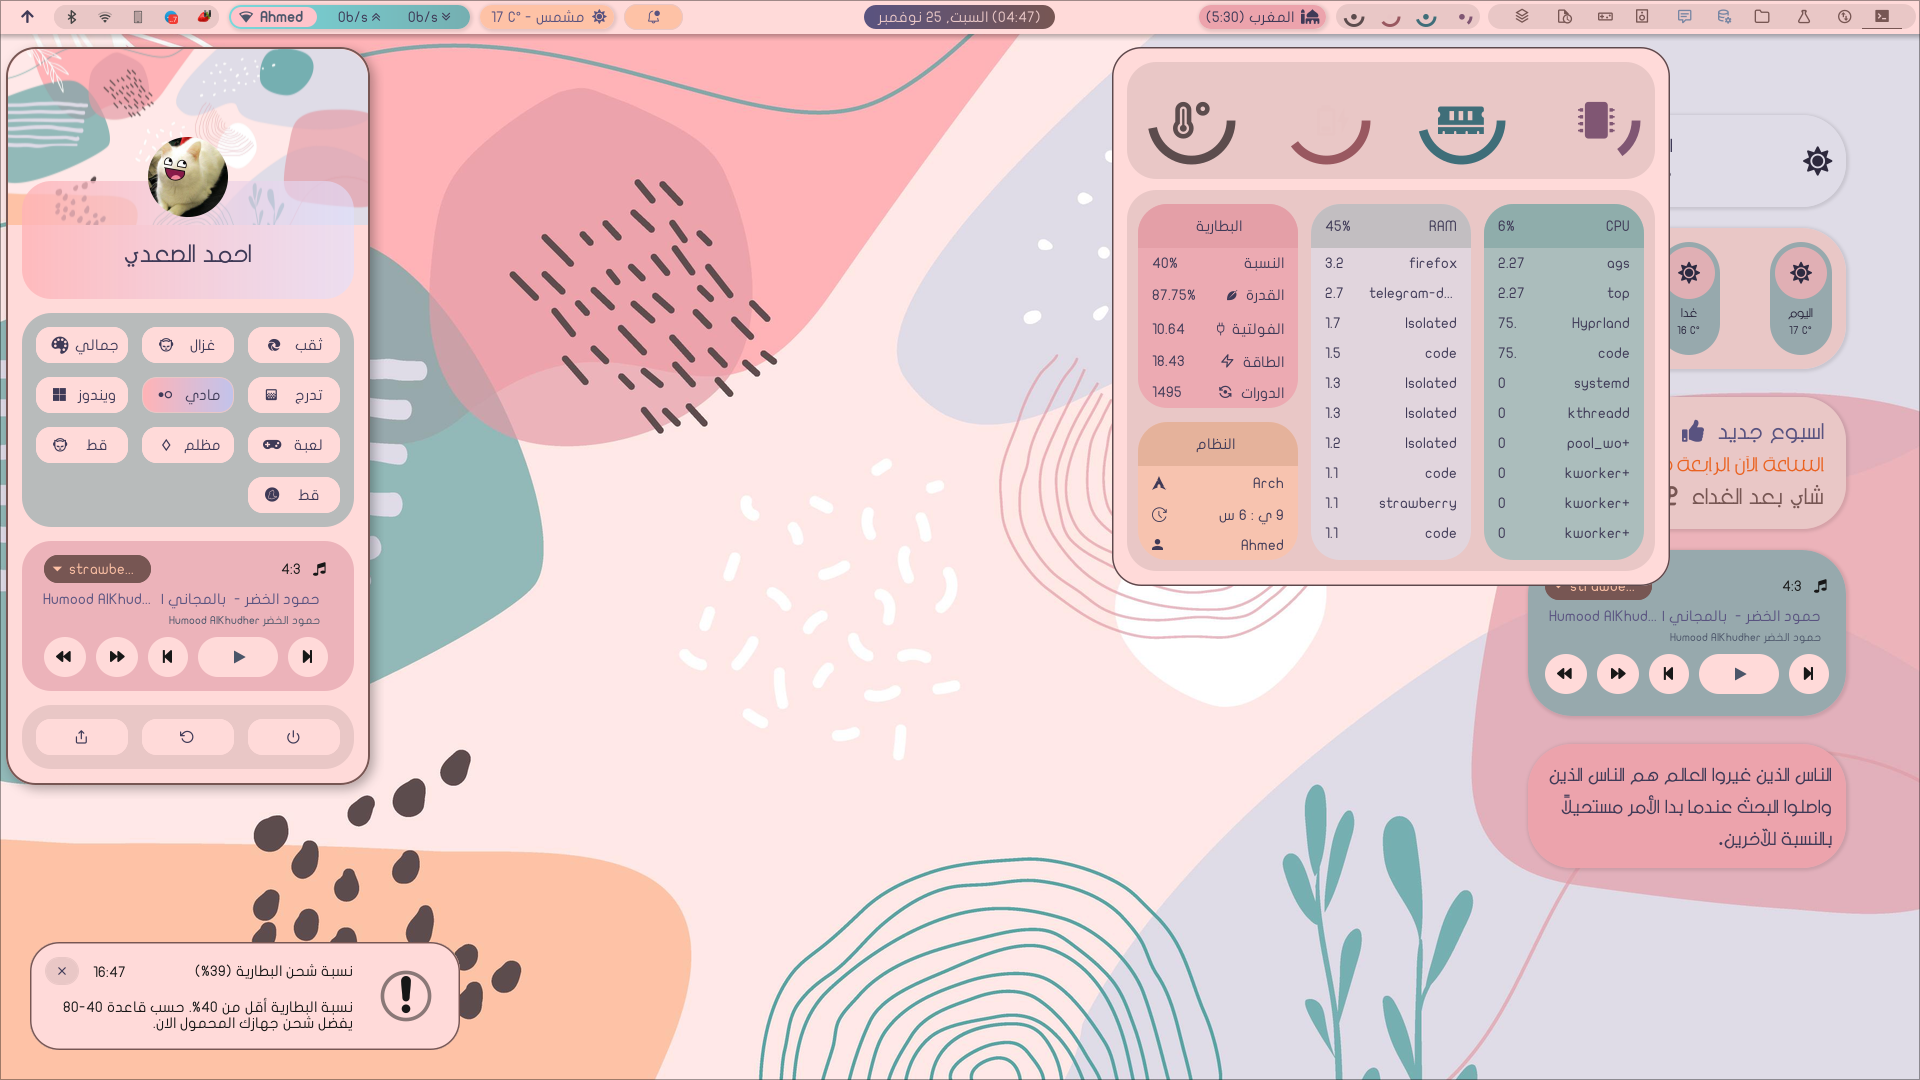 Ahmed
0b/s
0b/s
17 C° - مشمس
(04:47) السبت, 25 نوفمبر
المغرب (5:30)
احمد الصعدي
ثقب
غزال
جمالي
تدرج
مادي
ويندوز
لعبة
مظلم
قط
قط
strawbe...
4:3
حمود الخضر - بالمجاني | Humood AlKhud...
حمود الخضر Humood AlKhudher
البطارية
النسبة 40%
القدرة 87.75%
الفولتية 10.64
الطاقة 18.43
الدورات 1495
النظام
Arch
9 ي : 6 س
Ahmed
45% RAM
3.2 firefox
2.7 telegram-d...
1.7 Isolated
1.5 code
1.3 Isolated
1.3 Isolated
1.2 Isolated
1.1 code
1.1 strawberry
1.1 code
6% CPU
2.27 ags
2.27 top
75. Hyprland
75. code
0 systemd
0 kthreadd
0 pool_wo+
0 kworker+
0 kworker+
0 kworker+
اليوم
17 C°
غدا
16 C°
اسبوع جديد
الساعة الآن الرابعة
شاي بعد الغداء
strawbe...
4:3
حمود الخضر - بالمجاني | Humood AlKhud...
حمود الخضر Humood AlKhudher
الناس الذين غيروا العالم هم الناس الذين
واصلوا البحث عندما بدا الأمر مستحيلاً
بالنسبة للآخرين.
نسبة شحن البطارية (39%)
16:47
نسبة البطارية أقل من 40%. حسب قاعدة 40-80
يفضل شحن جهازك المحمول الان.